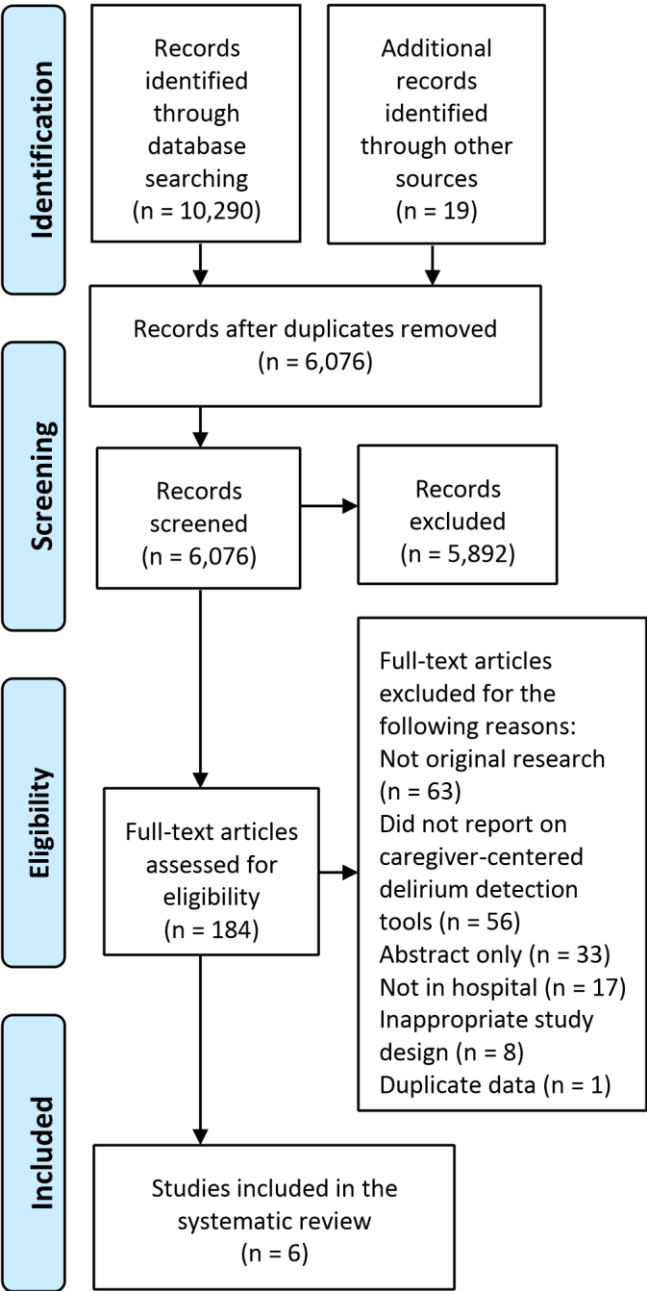 Identification
Records
identified
through
database
searching
(n = 10,290)
Additional
records
identified
through other
sources
(n = 19)
Records after duplicates removed
(n = 6,076)
Screening
Records
screened
(n = 6,076)
Records
excluded
(n = 5,892)
Eligibility
Full-text articles
assessed for
eligibility
(n = 184)
Full-text articles
excluded for the
following reasons:
Not original research
(n = 63)
Did not report on
caregiver-centered
delirium detection
tools (n = 56)
Abstract only (n = 33)
Not in hospital (n = 17)
Inappropriate study
design (n = 8)
Duplicate data (n = 1)
Included
Studies included in the
systematic review
(n = 6)